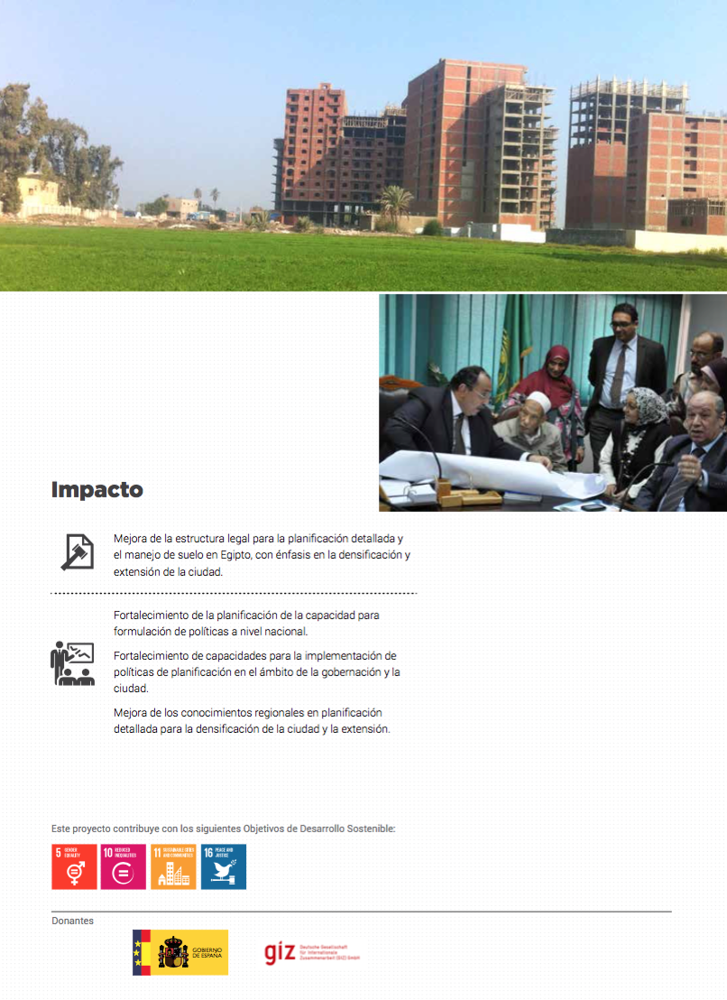 Impacto
Mejora de la estructura legal para la planificación detallada y
el manejo de suelo en Egipto, con énfasis en la densificación y
extensión de la ciudad.
Fortalecimiento de la planificación de la capacidad para
formulación de políticas a nivel nacional.
Fortalecimiento de capacidades para la implementación de
políticas de planificación en el ámbito de la gobernación y la
ciudad.
Mejora de los conocimientos regionales en planificación
detallada para la densificación de la ciudad y la extensión.
Este proyecto contribuye con los siguientes Objetivos de Desarrollo Sostenible:
5 GENDER
EQUALITY
10 REDUCED
INEQUALITIES
11 SUSTAINABLE CITIES
AND COMMUNITIES
16 PEACE AND
JUSTICE
Donantes
GOBIERNO
DE ESPAÑA
giz
Deutsche Gesellschaft
für Internationale
Zusammenarbeit (GIZ) GmbH